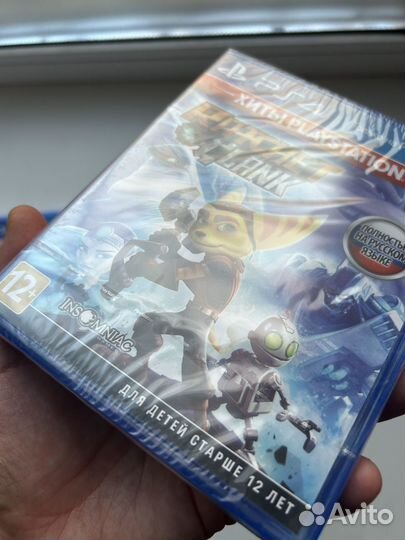 PS4
ХИТЫ PLAYSTATION
RATCHET
CLANK
ПОЛНОСТЬЮ
НА РУССКОМ
ЯЗЫКЕ
12+
INSOMNIAC
ДЛЯ ДЕТЕЙ СТАРШЕ 12 ЛЕТ
Avito